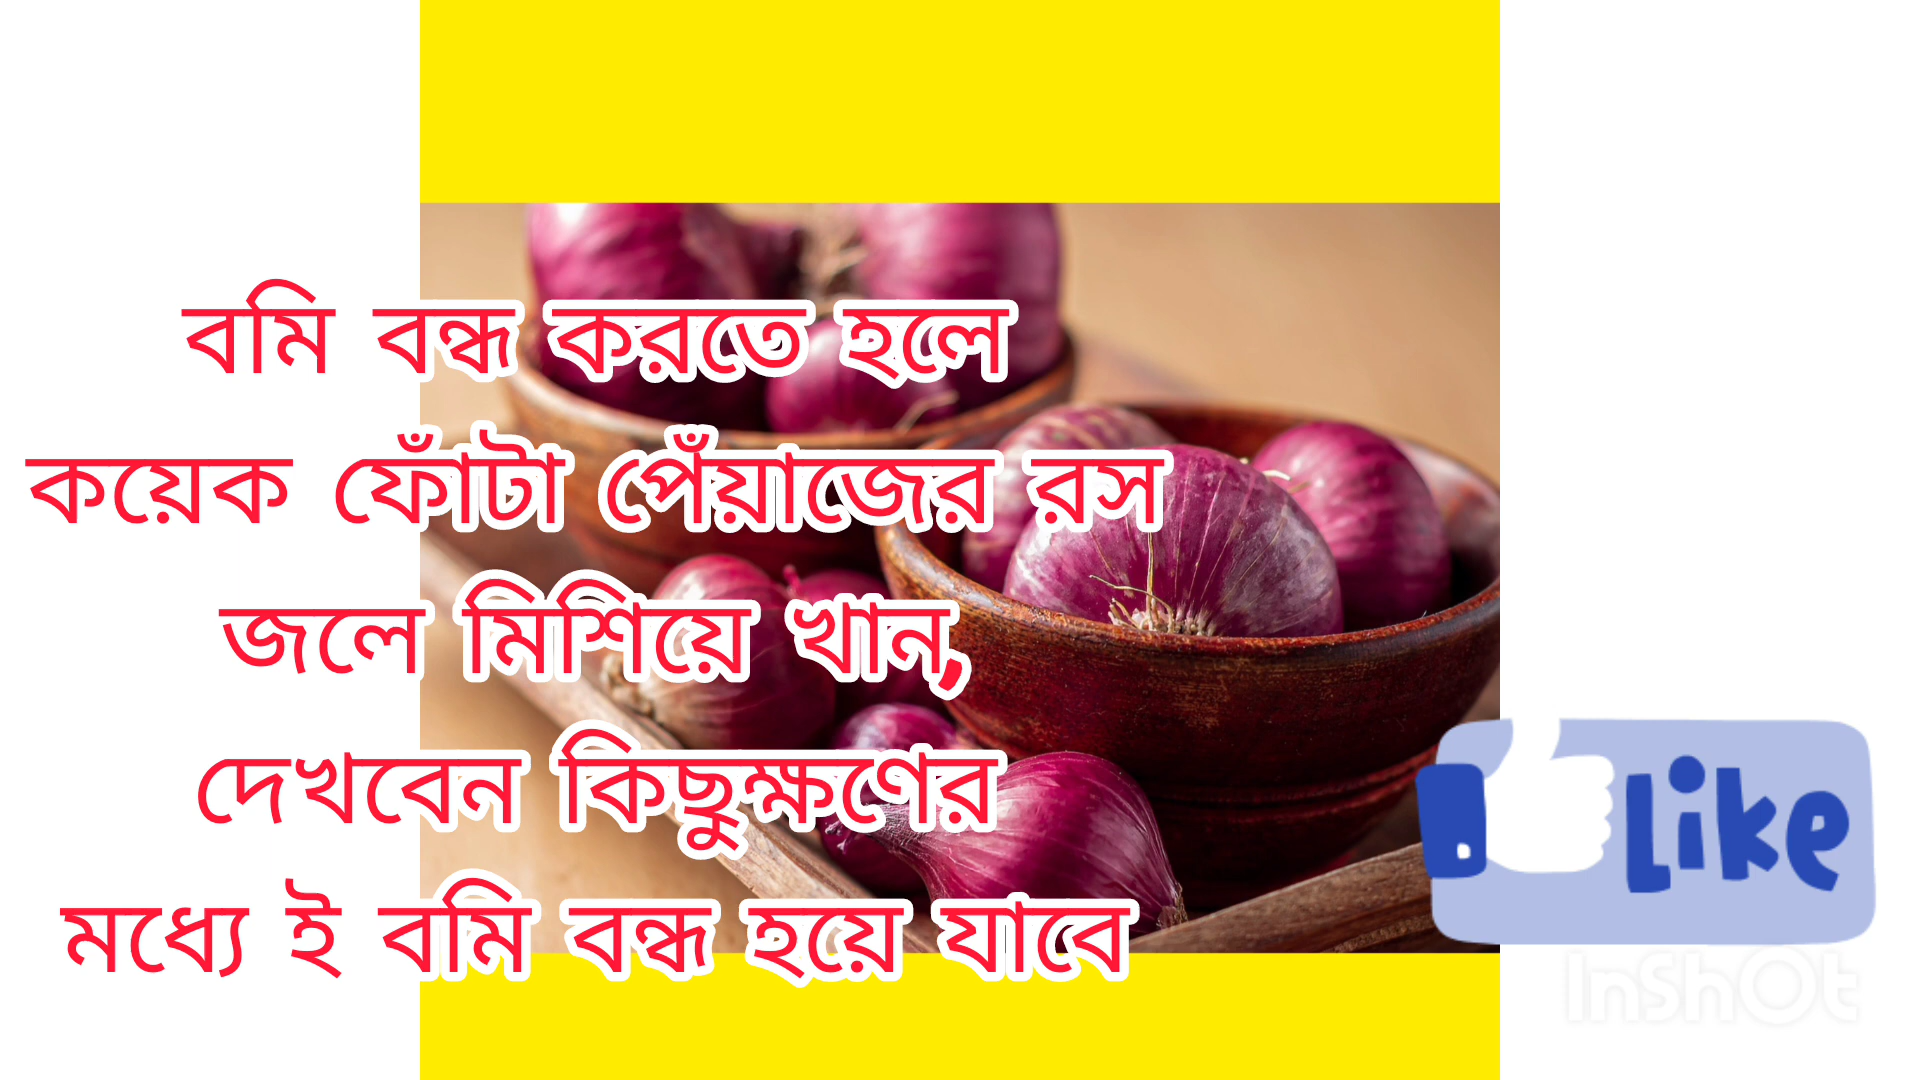 বমি বন্ধ করতে হলে
কয়েক ফোঁটা পেঁয়াজের রস
জলে মিশিয়ে খান,
দেখবেন কিছুক্ষণের
মধ্যে ই বমি বন্ধ হয়ে যাবে
Like
InShOt